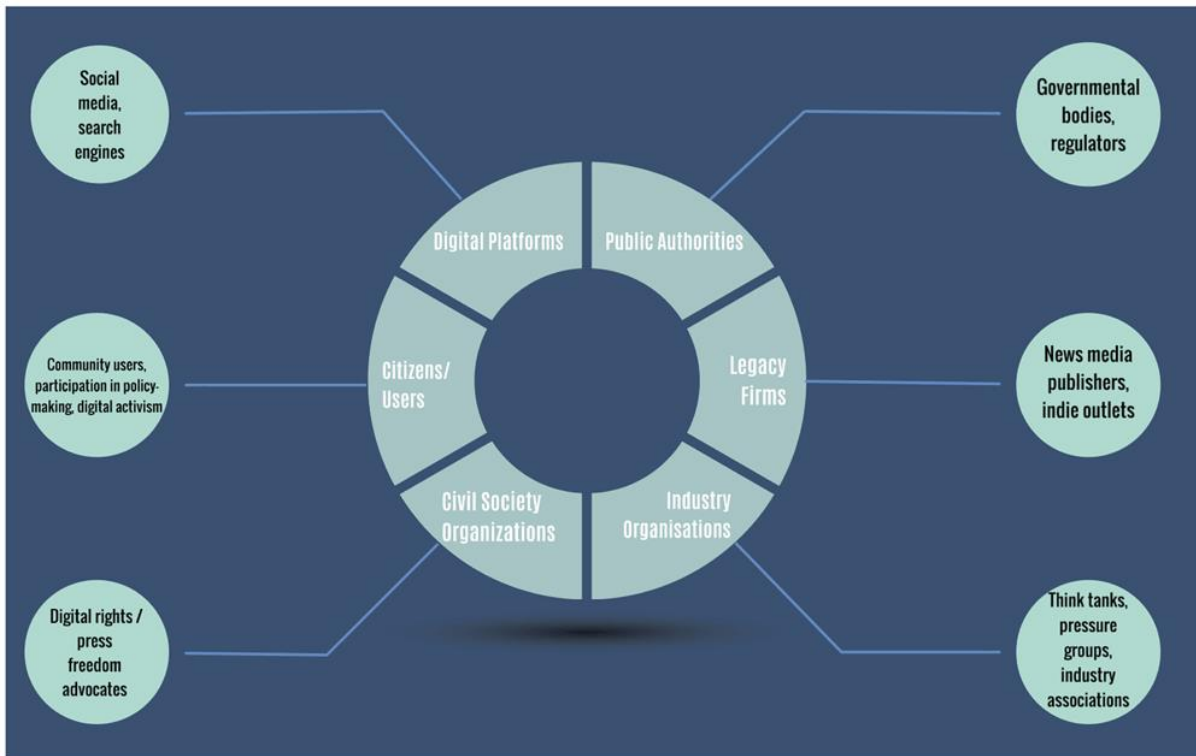 Social
media,
search
engines
Governmental
bodies,
regulators
Digital Platforms
Public Authorities
Community users,
participation in policy-
making, digital activism
Citizens/
Users
Legacy
Firms
News media
publishers,
indie outlets
Civil Society
Organizations
Industry
Organisations
Digital rights /
press
freedom
advocates
Think tanks,
pressure
groups,
industry
associations